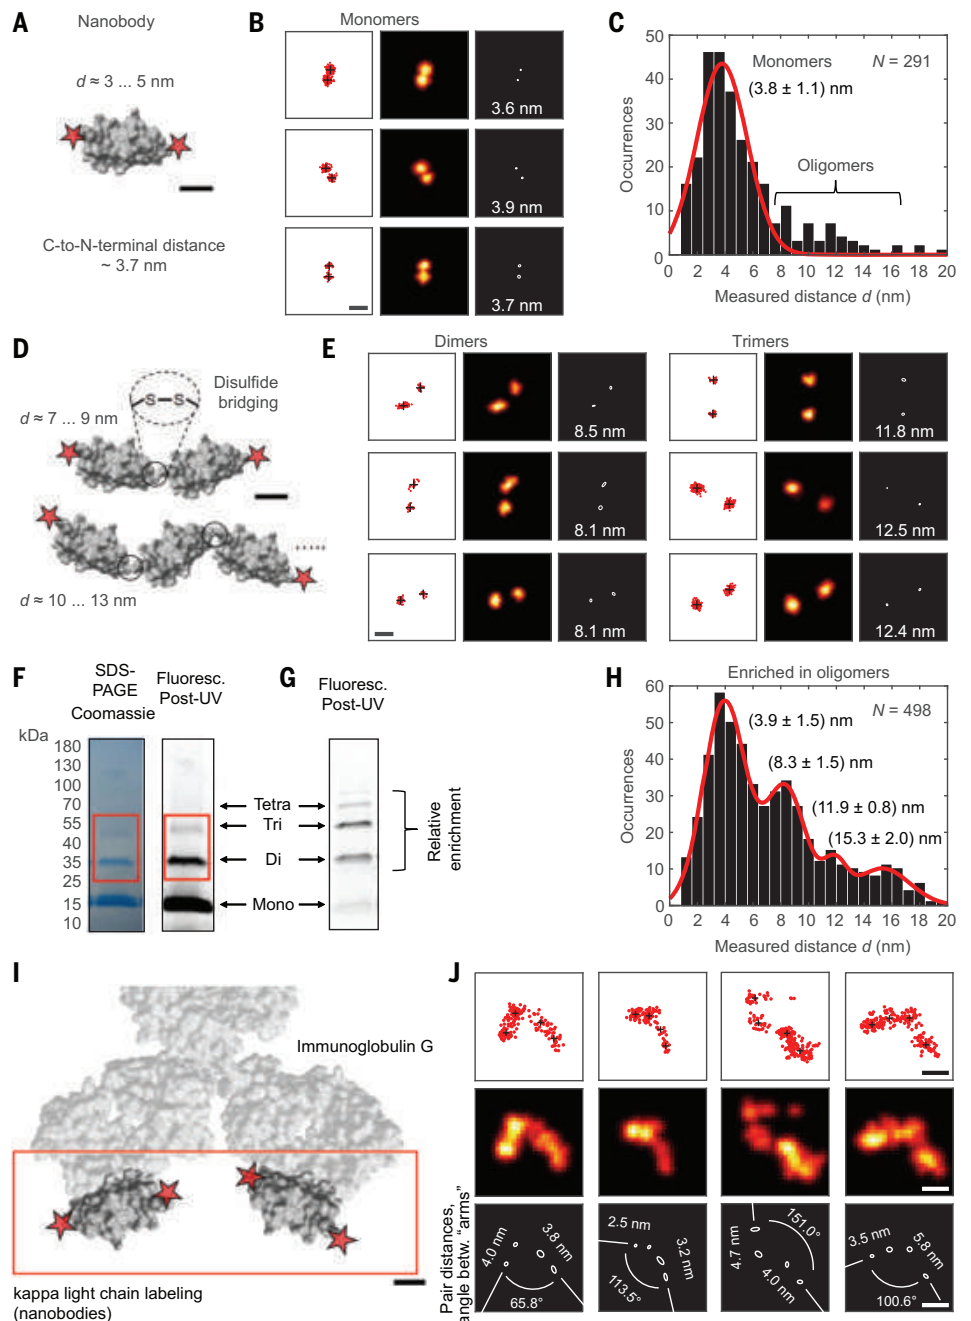 A
Nanobody
d ≈ 3 ... 5 nm
C-to-N-terminal distance
~ 3.7 nm
B
Monomers
3.6 nm
3.9 nm
3.7 nm
C
50
40
30
20
10
0
Occurrences
Monomers
(3.8 ± 1.1) nm
N = 291
Oligomers
0 2 4 6 8 10 12 14 16 18 20
Measured distance d (nm)
D
S–S
Disulfide
bridging
d ≈ 7 ... 9 nm
d ≈ 10 ... 13 nm
E
Dimers
8.5 nm
8.1 nm
8.1 nm
Trimers
11.8 nm
12.5 nm
12.4 nm
F
SDS-
PAGE
Coomassie
Fluoresc.
Post-UV
kDa
180
130
100
70
55
40
35
25
15
10
G
Fluoresc.
Post-UV
Tetra
Tri
Di
Mono
Relative
enrichment
H
Enriched in oligomers
60
50
40
30
20
10
0
Occurrences
N = 498
(3.9 ± 1.5) nm
(8.3 ± 1.5) nm
(11.9 ± 0.8) nm
(15.3 ± 2.0) nm
0 2 4 6 8 10 12 14 16 18 20
Measured distance d (nm)
I
Immunoglobulin G
kappa light chain labeling
(nanobodies)
J
Pair distances,
angle betw. “arms”
4.0 nm
3.8 nm
65.8°
2.5 nm
3.2 nm
113.5°
4.7 nm
151.0°
4.0 nm
3.5 nm
5.8 nm
100.6°